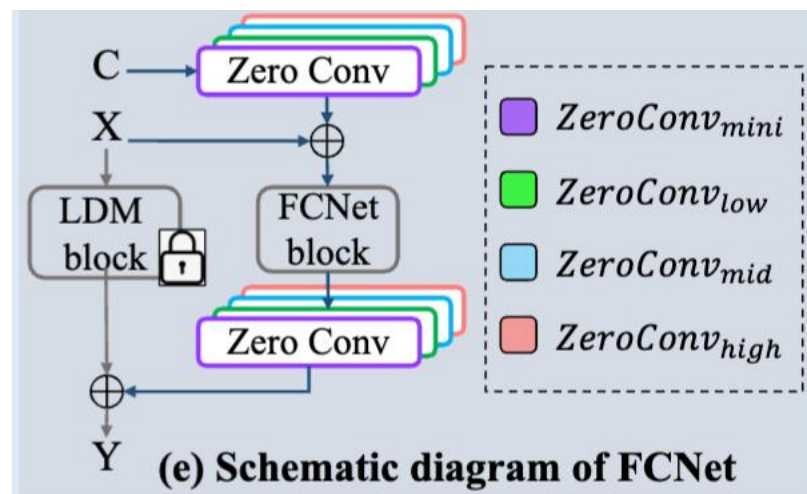 C
Zero Conv
X
LDM
block
FCNet
block
Zero Conv
Y
ZeroConv_mini
ZeroConv_low
ZeroConv_mid
ZeroConv_high
(e) Schematic diagram of FCNet